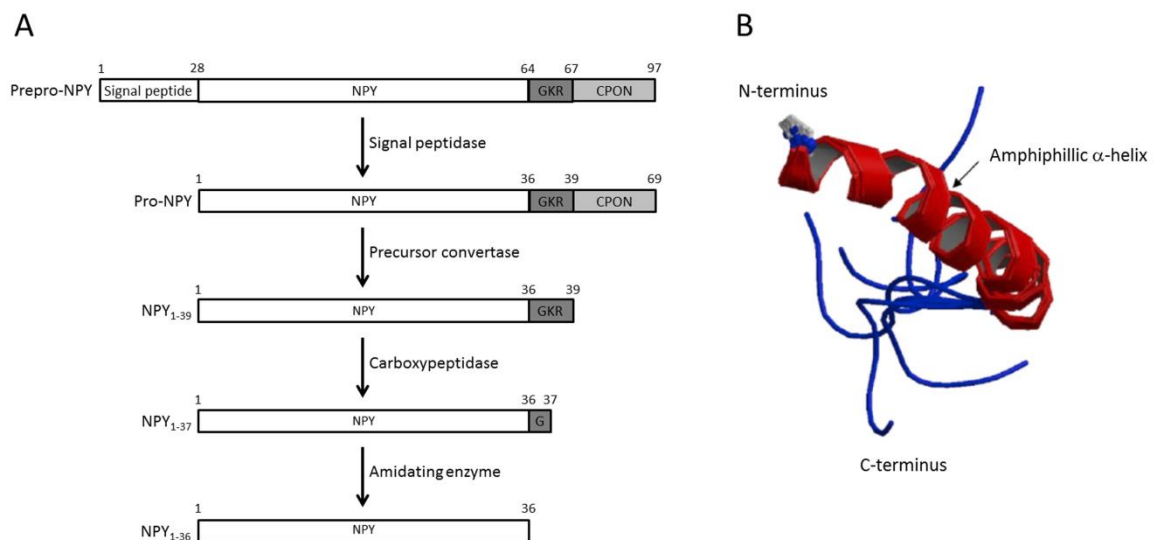 A
B
1 28 64 67 97
Prepro-NPY Signal peptide NPY GKR CPON
Signal peptidase
1 36 39 69
Pro-NPY NPY GKR CPON
Precursor convertase
1 36 39
NPY1-39 NPY GKR
Carboxypeptidase
1 36 37
NPY1-37 NPY G
Amidating enzyme
1 36
NPY1-36 NPY
N-terminus
Amphiphillic α-helix
C-terminus